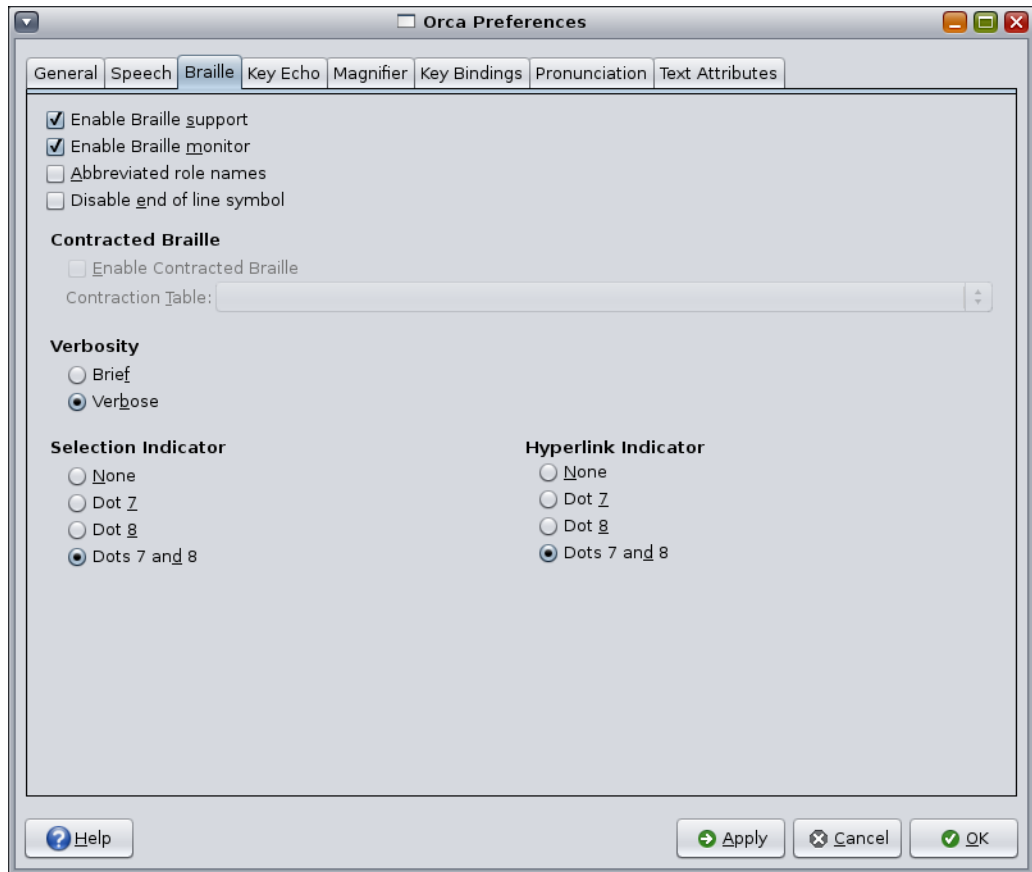 Orca Preferences
General Speech Braille Key Echo Magnifier Key Bindings Pronunciation Text Attributes
Enable Braille support
Enable Braille monitor
Abbreviated role names
Disable end of line symbol
Contracted Braille
Enable Contracted Braille
Contraction Table:
Verbosity
Brief
Verbose
Selection Indicator
None
Dot 7
Dot 8
Dots 7 and 8
Hyperlink Indicator
None
Dot 7
Dot 8
Dots 7 and 8
Help Apply Cancel OK